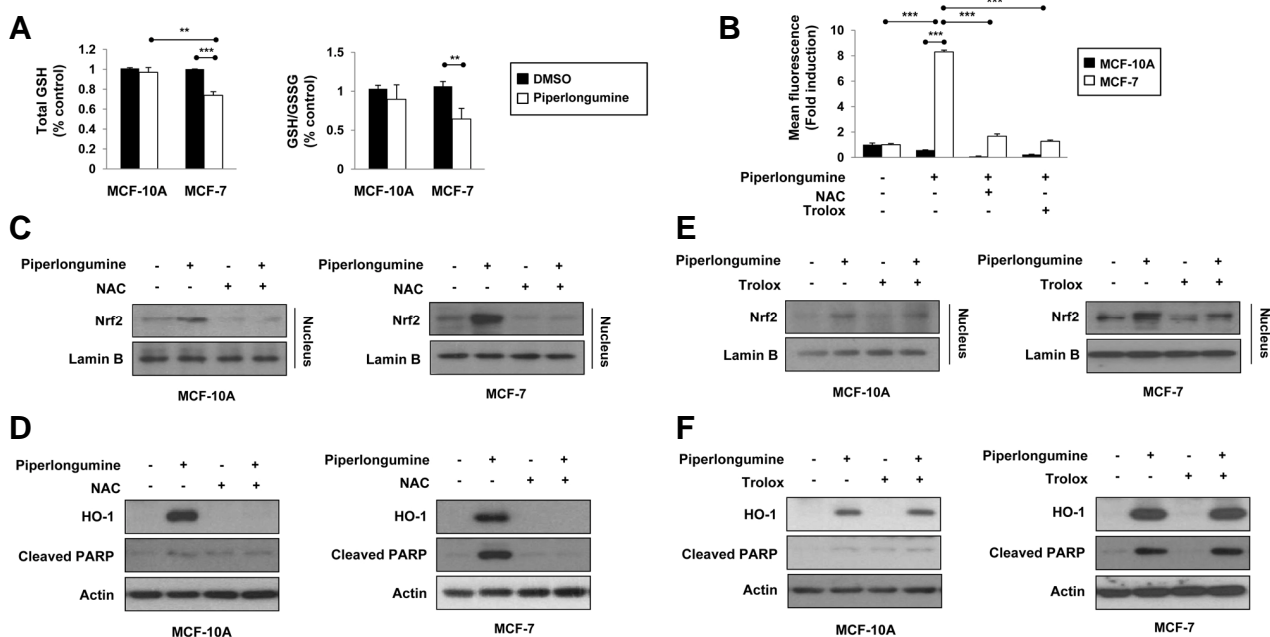 A
Total GSH
(% control)
1.2
1
0.8
0.6
0.4
0.2
0
**
***
MCF-10A MCF-7
GSH/GSSG
(% control)
1.5
1
0.5
0
**
MCF-10A MCF-7
DMSO
Piperlongumine
B
Mean fluorescence
(Fold induction)
10
8
6
4
2
0
***
*** ***
***
MCF-10A
MCF-7
Piperlongumine - + + +
NAC - - + -
Trolox - - - +
C
Piperlongumine - + - +
NAC - - + +
Nrf2
Lamin B
Nucleus
MCF-10A
Piperlongumine - + - +
NAC - - + +
Nrf2
Lamin B
Nucleus
MCF-7
E
Piperlongumine - + - +
Trolox - - + +
Nrf2
Lamin B
Nucleus
MCF-10A
Piperlongumine - + - +
Trolox - - + +
Nrf2
Lamin B
Nucleus
MCF-7
D
Piperlongumine - + - +
NAC - - + +
HO-1
Cleaved PARP
Actin
MCF-10A
Piperlongumine - + - +
NAC - - + +
HO-1
Cleaved PARP
Actin
MCF-7
F
Piperlongumine - + - +
Trolox - - + +
HO-1
Cleaved PARP
Actin
MCF-10A
Piperlongumine - + - +
Trolox - - + +
HO-1
Cleaved PARP
Actin
MCF-7